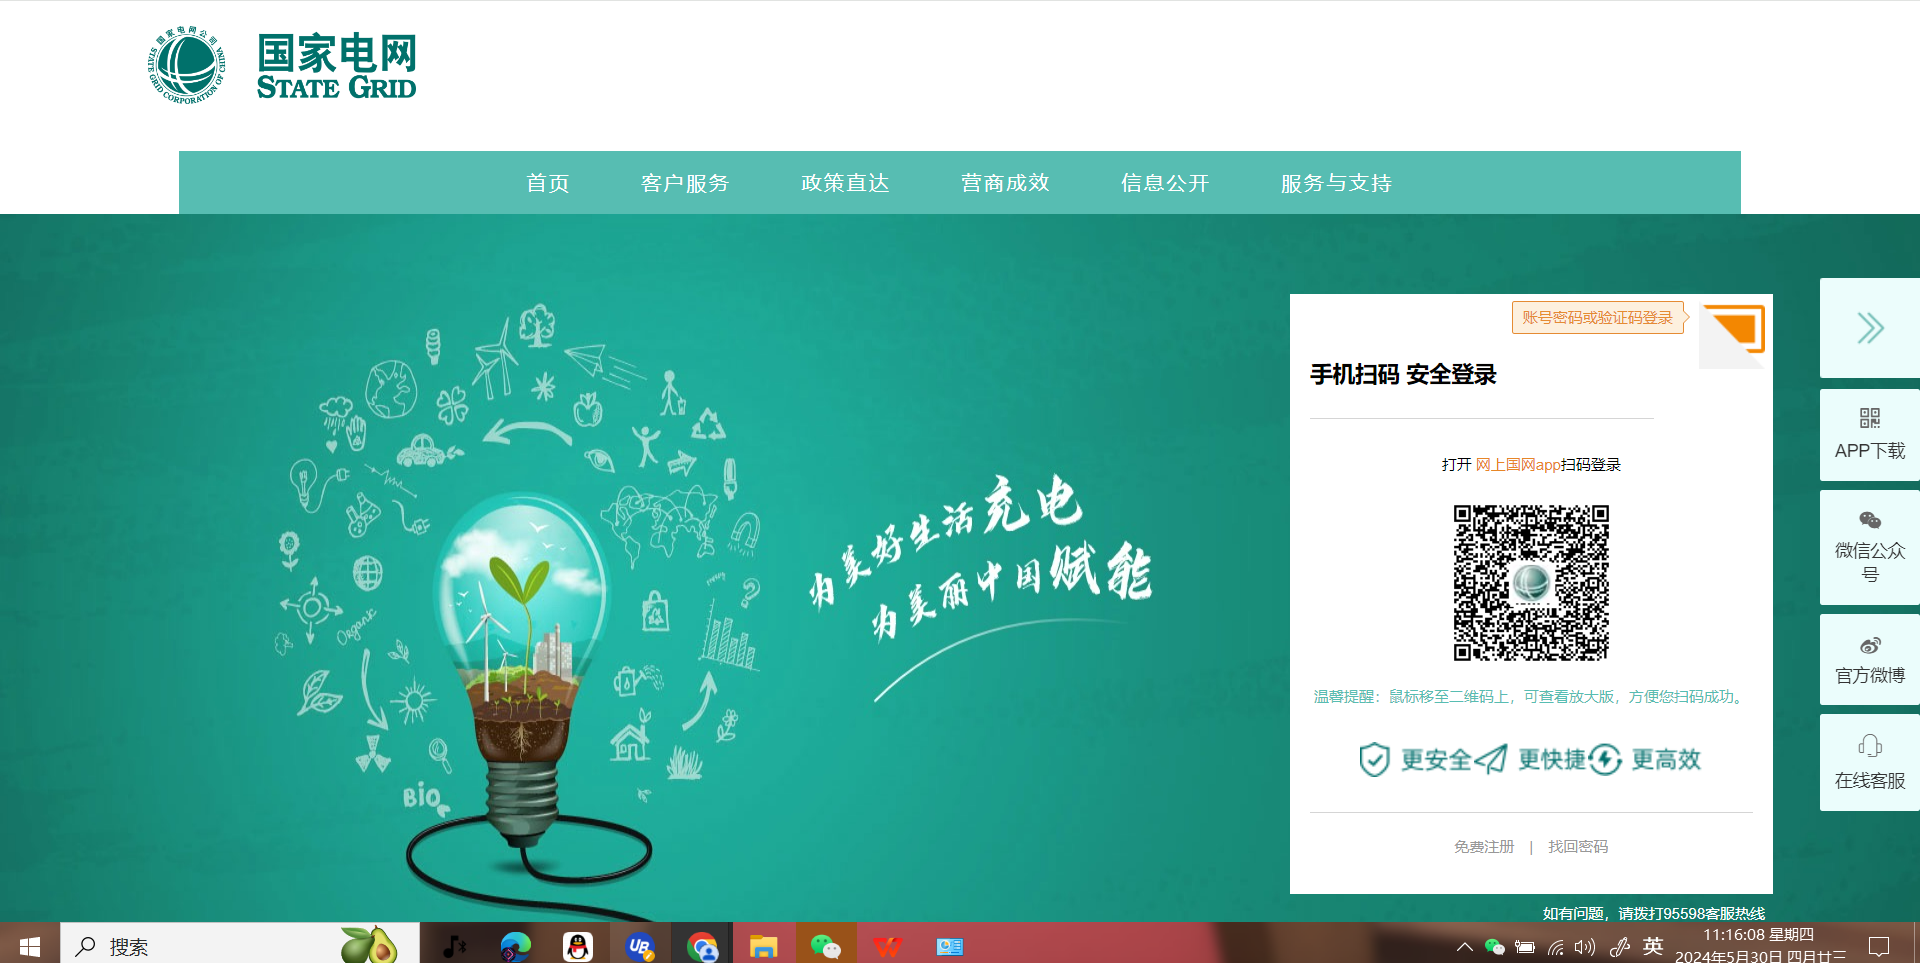 国家电网公司
STATE GRID CORPORATION OF CHINA
国家电网
STATE GRID
首页
客户服务
政策直达
营商成效
信息公开
服务与支持
账号密码或验证码登录
手机扫码 安全登录
打开 网上国网app扫码登录
温馨提醒：鼠标移至二维码上，可查看放大版，方便您扫码成功。
更安全
更快捷
更高效
免费注册 | 找回密码
如有问题，请拨打95598客服热线
APP下载
微信公众
号
官方微博
在线客服
为美好生活充电
为美丽中国赋能
Organic
Bio
搜索
UB
英
11:16:08 星期四
2024年5月30日 四月廿三